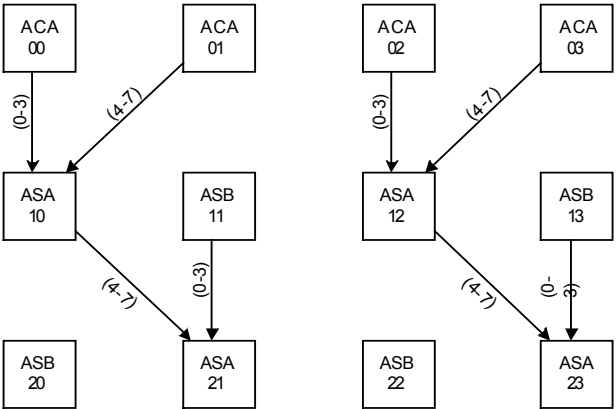 ACA
00
ACA
01
ACA
02
ACA
03
(0-3)
(4-7)
(0-3)
(4-7)
ASA
10
ASB
11
ASA
12
ASB
13
(4-7)
(0-3)
(4-7)
(0-
3)
ASB
20
ASA
21
ASB
22
ASA
23